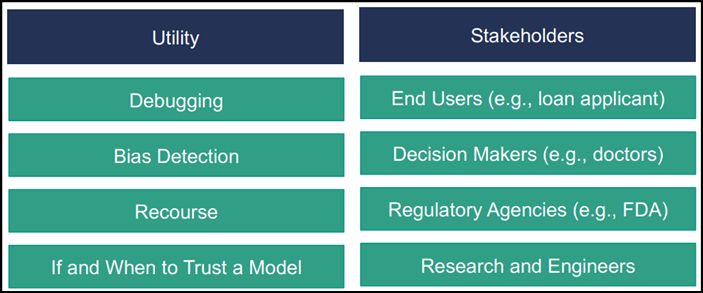 Utility
Debugging
Bias Detection
Recourse
If and When to Trust a Model
Stakeholders
End Users (e.g., loan applicant)
Decision Makers (e.g., doctors)
Regulatory Agencies (e.g., FDA)
Research and Engineers